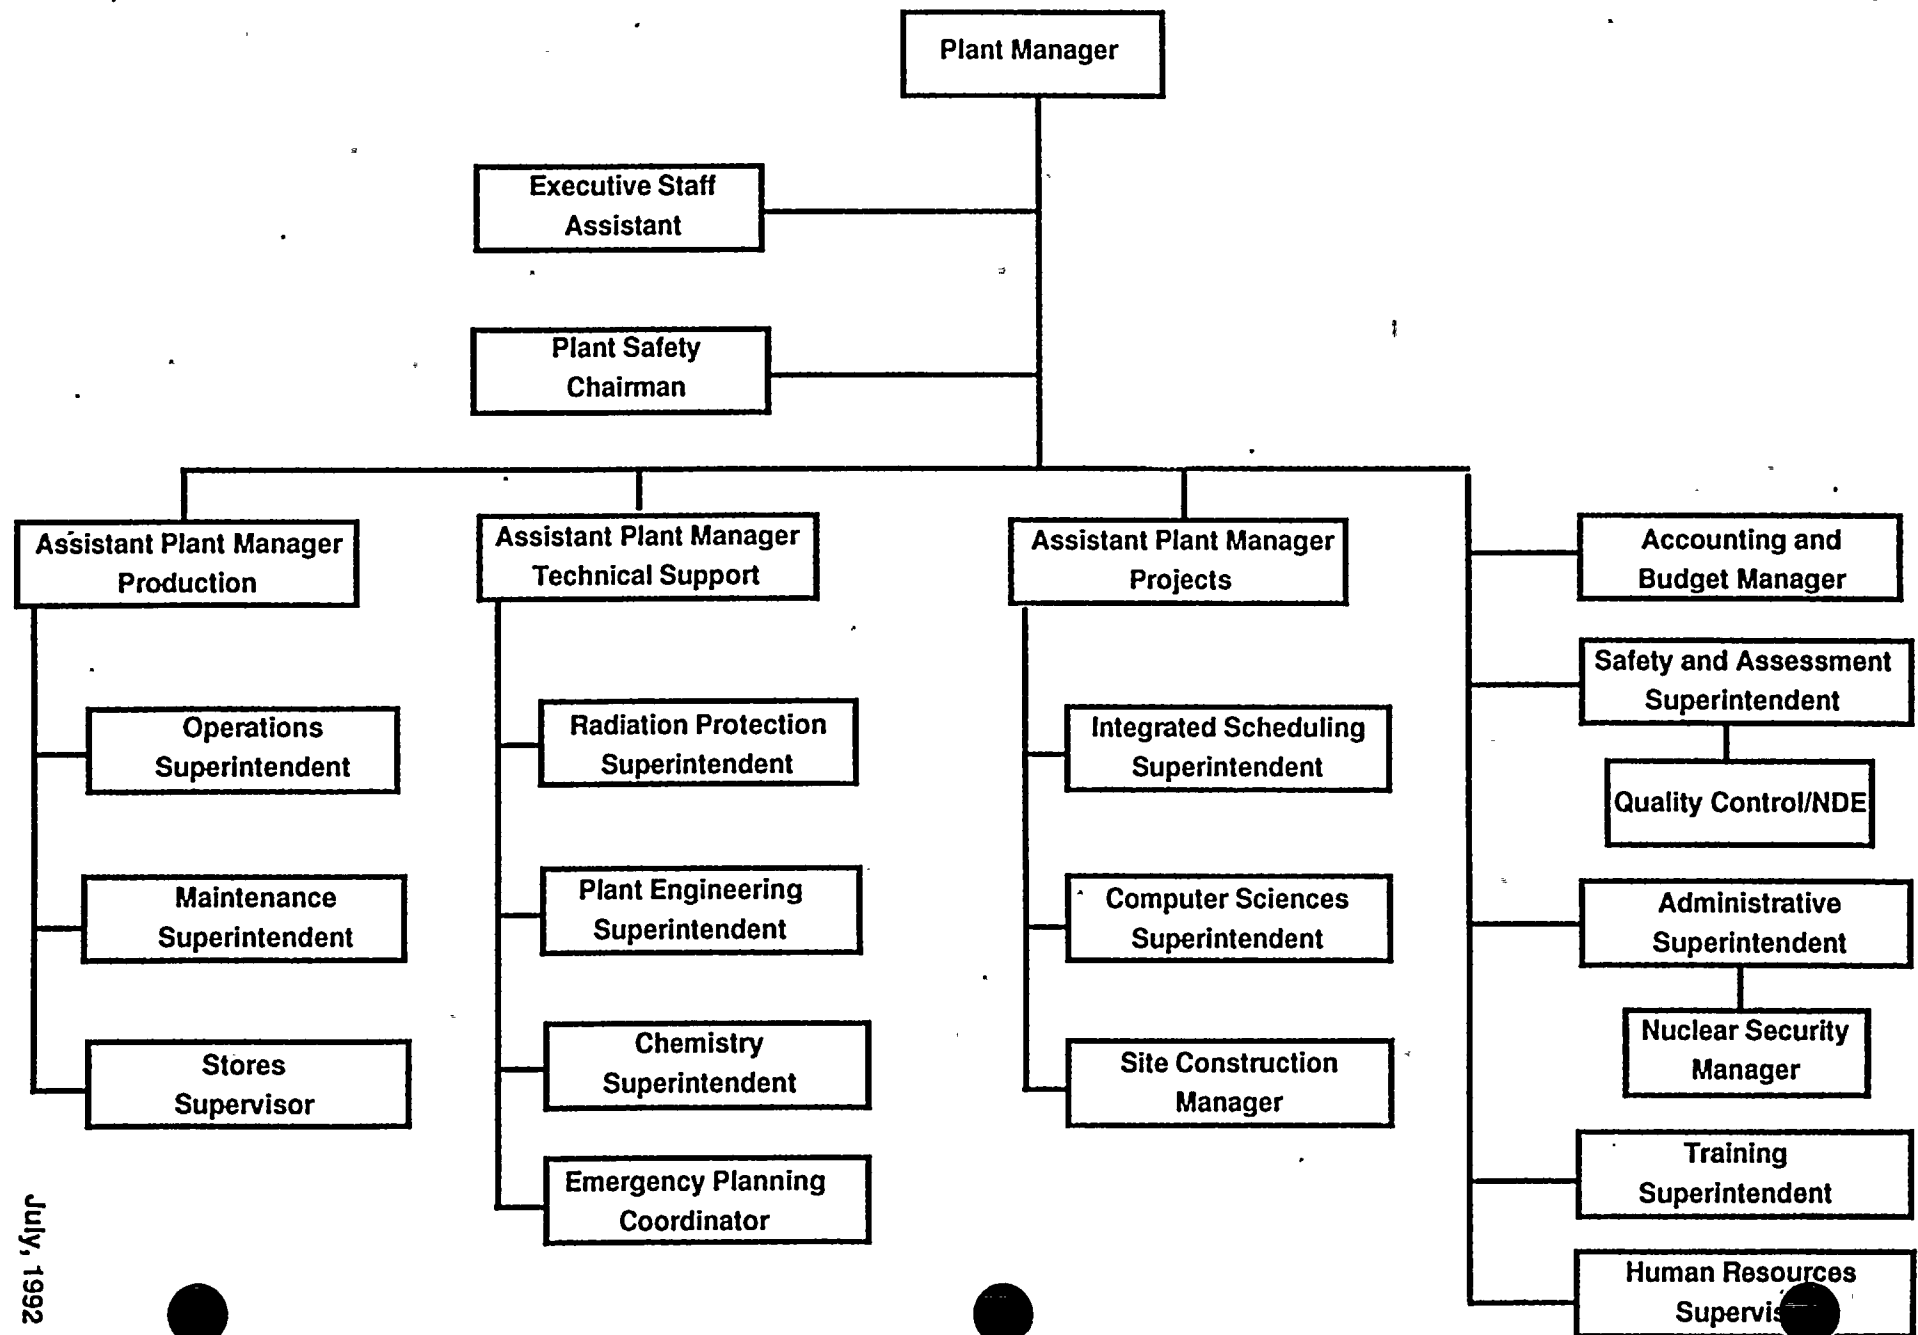 Plant Manager
Executive Staff
Assistant
Plant Safety
Chairman
Assistant Plant Manager
Production
Operations
Superintendent
Maintenance
Superintendent
Stores
Supervisor
Assistant Plant Manager
Technical Support
Radiation Protection
Superintendent
Plant Engineering
Superintendent
Chemistry
Superintendent
Emergency Planning
Coordinator
Assistant Plant Manager
Projects
Integrated Scheduling
Superintendent
Computer Sciences
Superintendent
Site Construction
Manager
Accounting and
Budget Manager
Safety and Assessment
Superintendent
Quality Control/NDE
Administrative
Superintendent
Nuclear Security
Manager
Training
Superintendent
Human Resources
July, 1992